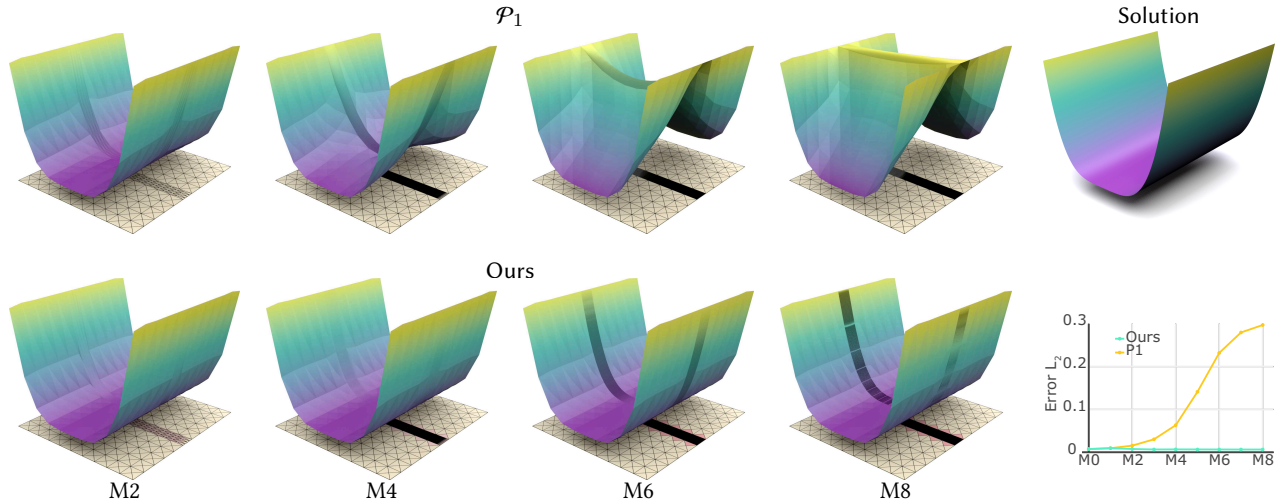 𝒫₁
Solution
Ours
M2
M4
M6
M8
Error L₂
0.3
0.2
0.1
0
Ours
P1
M0 M2 M4 M6 M8